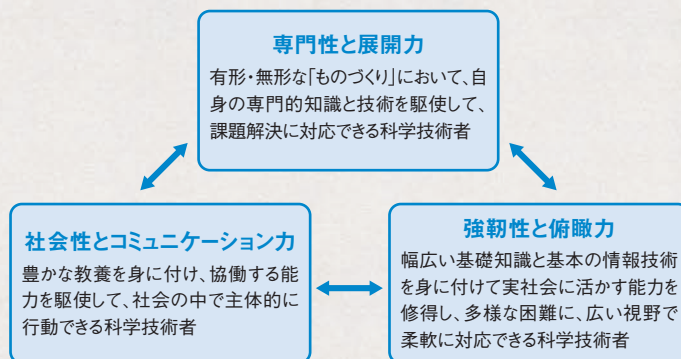 専門性と展開力
有形・無形な「ものづくり」において、自
身の専門的知識と技術を駆使して、
課題解決に対応できる科学技術者
社会性とコミュニケーション力
豊かな教養を身に付け、協働する能
力を駆使して、社会の中で主体的に
行動できる科学技術者
強靭性と俯瞰力
幅広い基礎知識と基本の情報技術
を身に付けて実社会に活かす能力を
修得し、多様な困難に、広い視野で
柔軟に対応できる科学技術者